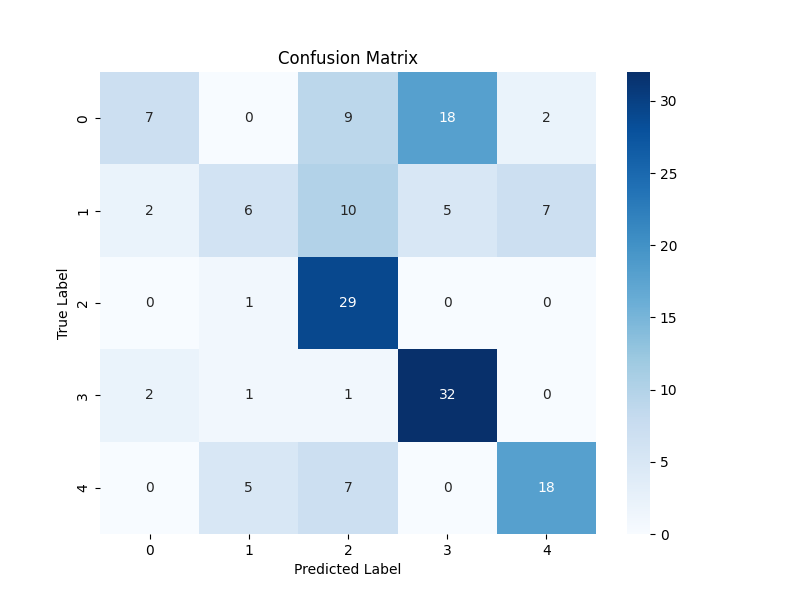 Confusion Matrix
True Label
0 7 0 9 18 2
1 2 6 10 5 7
2 0 1 29 0 0
3 2 1 1 32 0
4 0 5 7 0 18
0 1 2 3 4
Predicted Label
30
25
20
15
10
5
0